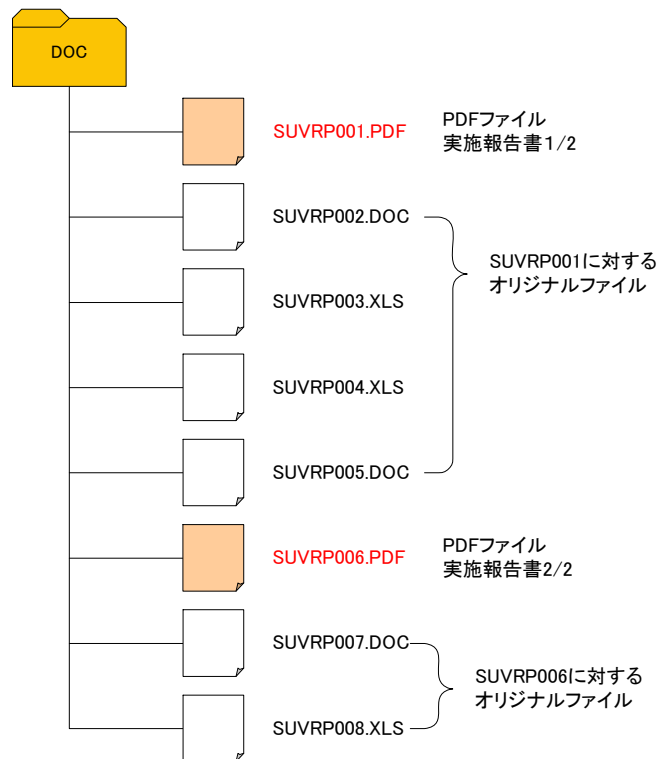 DOC
SUVRP001.PDF
PDFファイル
実施報告書1/2
SUVRP002.DOC
SUVRP001に対する
オリジナルファイル
SUVRP003.XLS
SUVRP004.XLS
SUVRP005.DOC
SUVRP006.PDF
PDFファイル
実施報告書2/2
SUVRP007.DOC
SUVRP006に対する
オリジナルファイル
SUVRP008.XLS